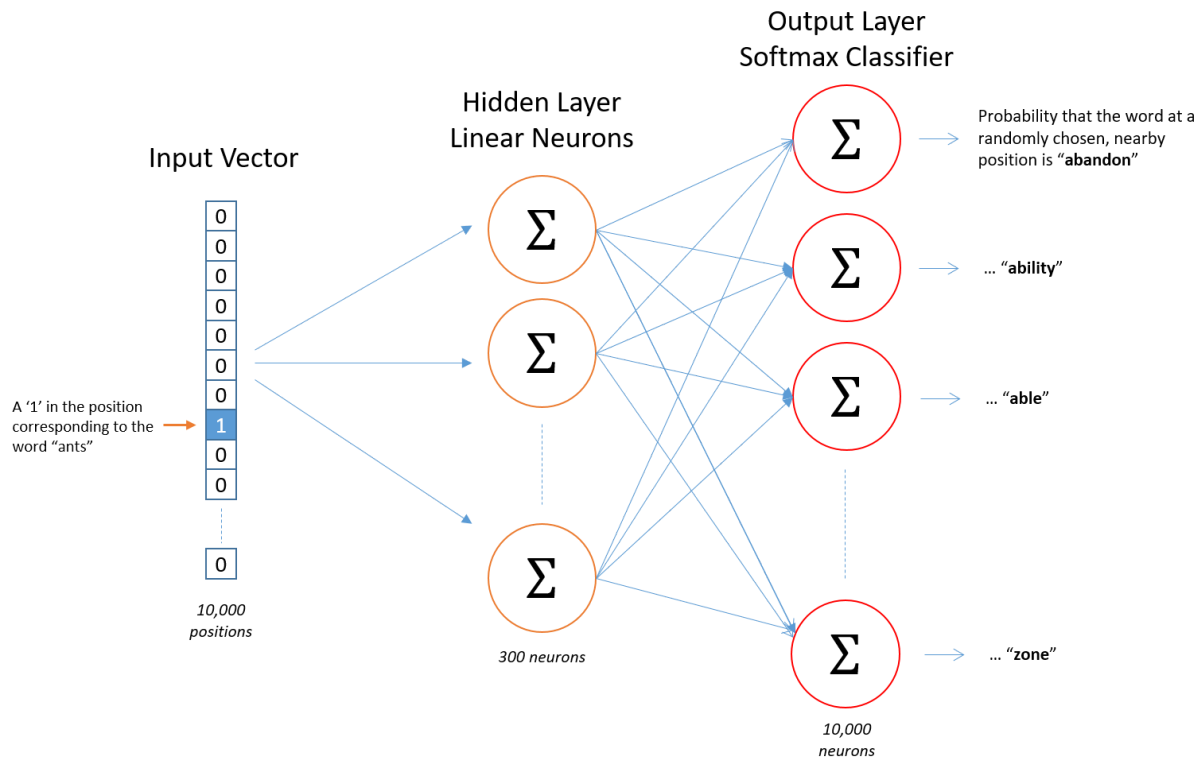 Output Layer
Softmax Classifier
Hidden Layer
Linear Neurons
Input Vector
0
0
0
0
0
0
0
1
0
0
0
A ‘1’ in the position
corresponding to the
word “ants”
10,000
positions
Σ
Σ
Σ
300 neurons
Σ
Σ
Σ
Σ
10,000
neurons
Probability that the word at a
randomly chosen, nearby
position is “abandon”
... “ability”
... “able”
... “zone”